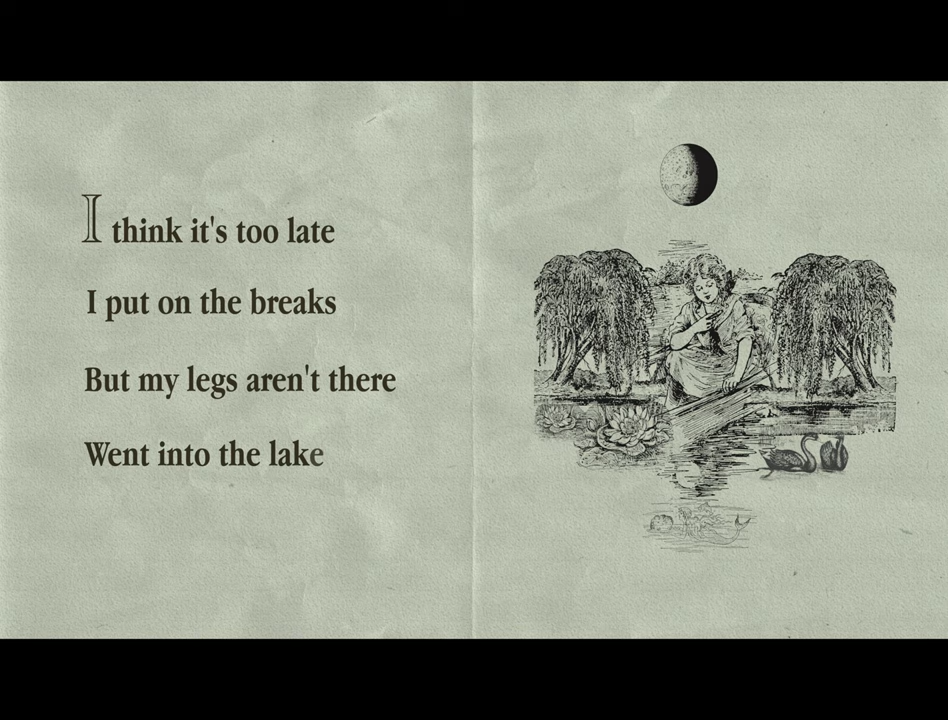 I think it's too late
I put on the breaks
But my legs aren't there
Went into the lake